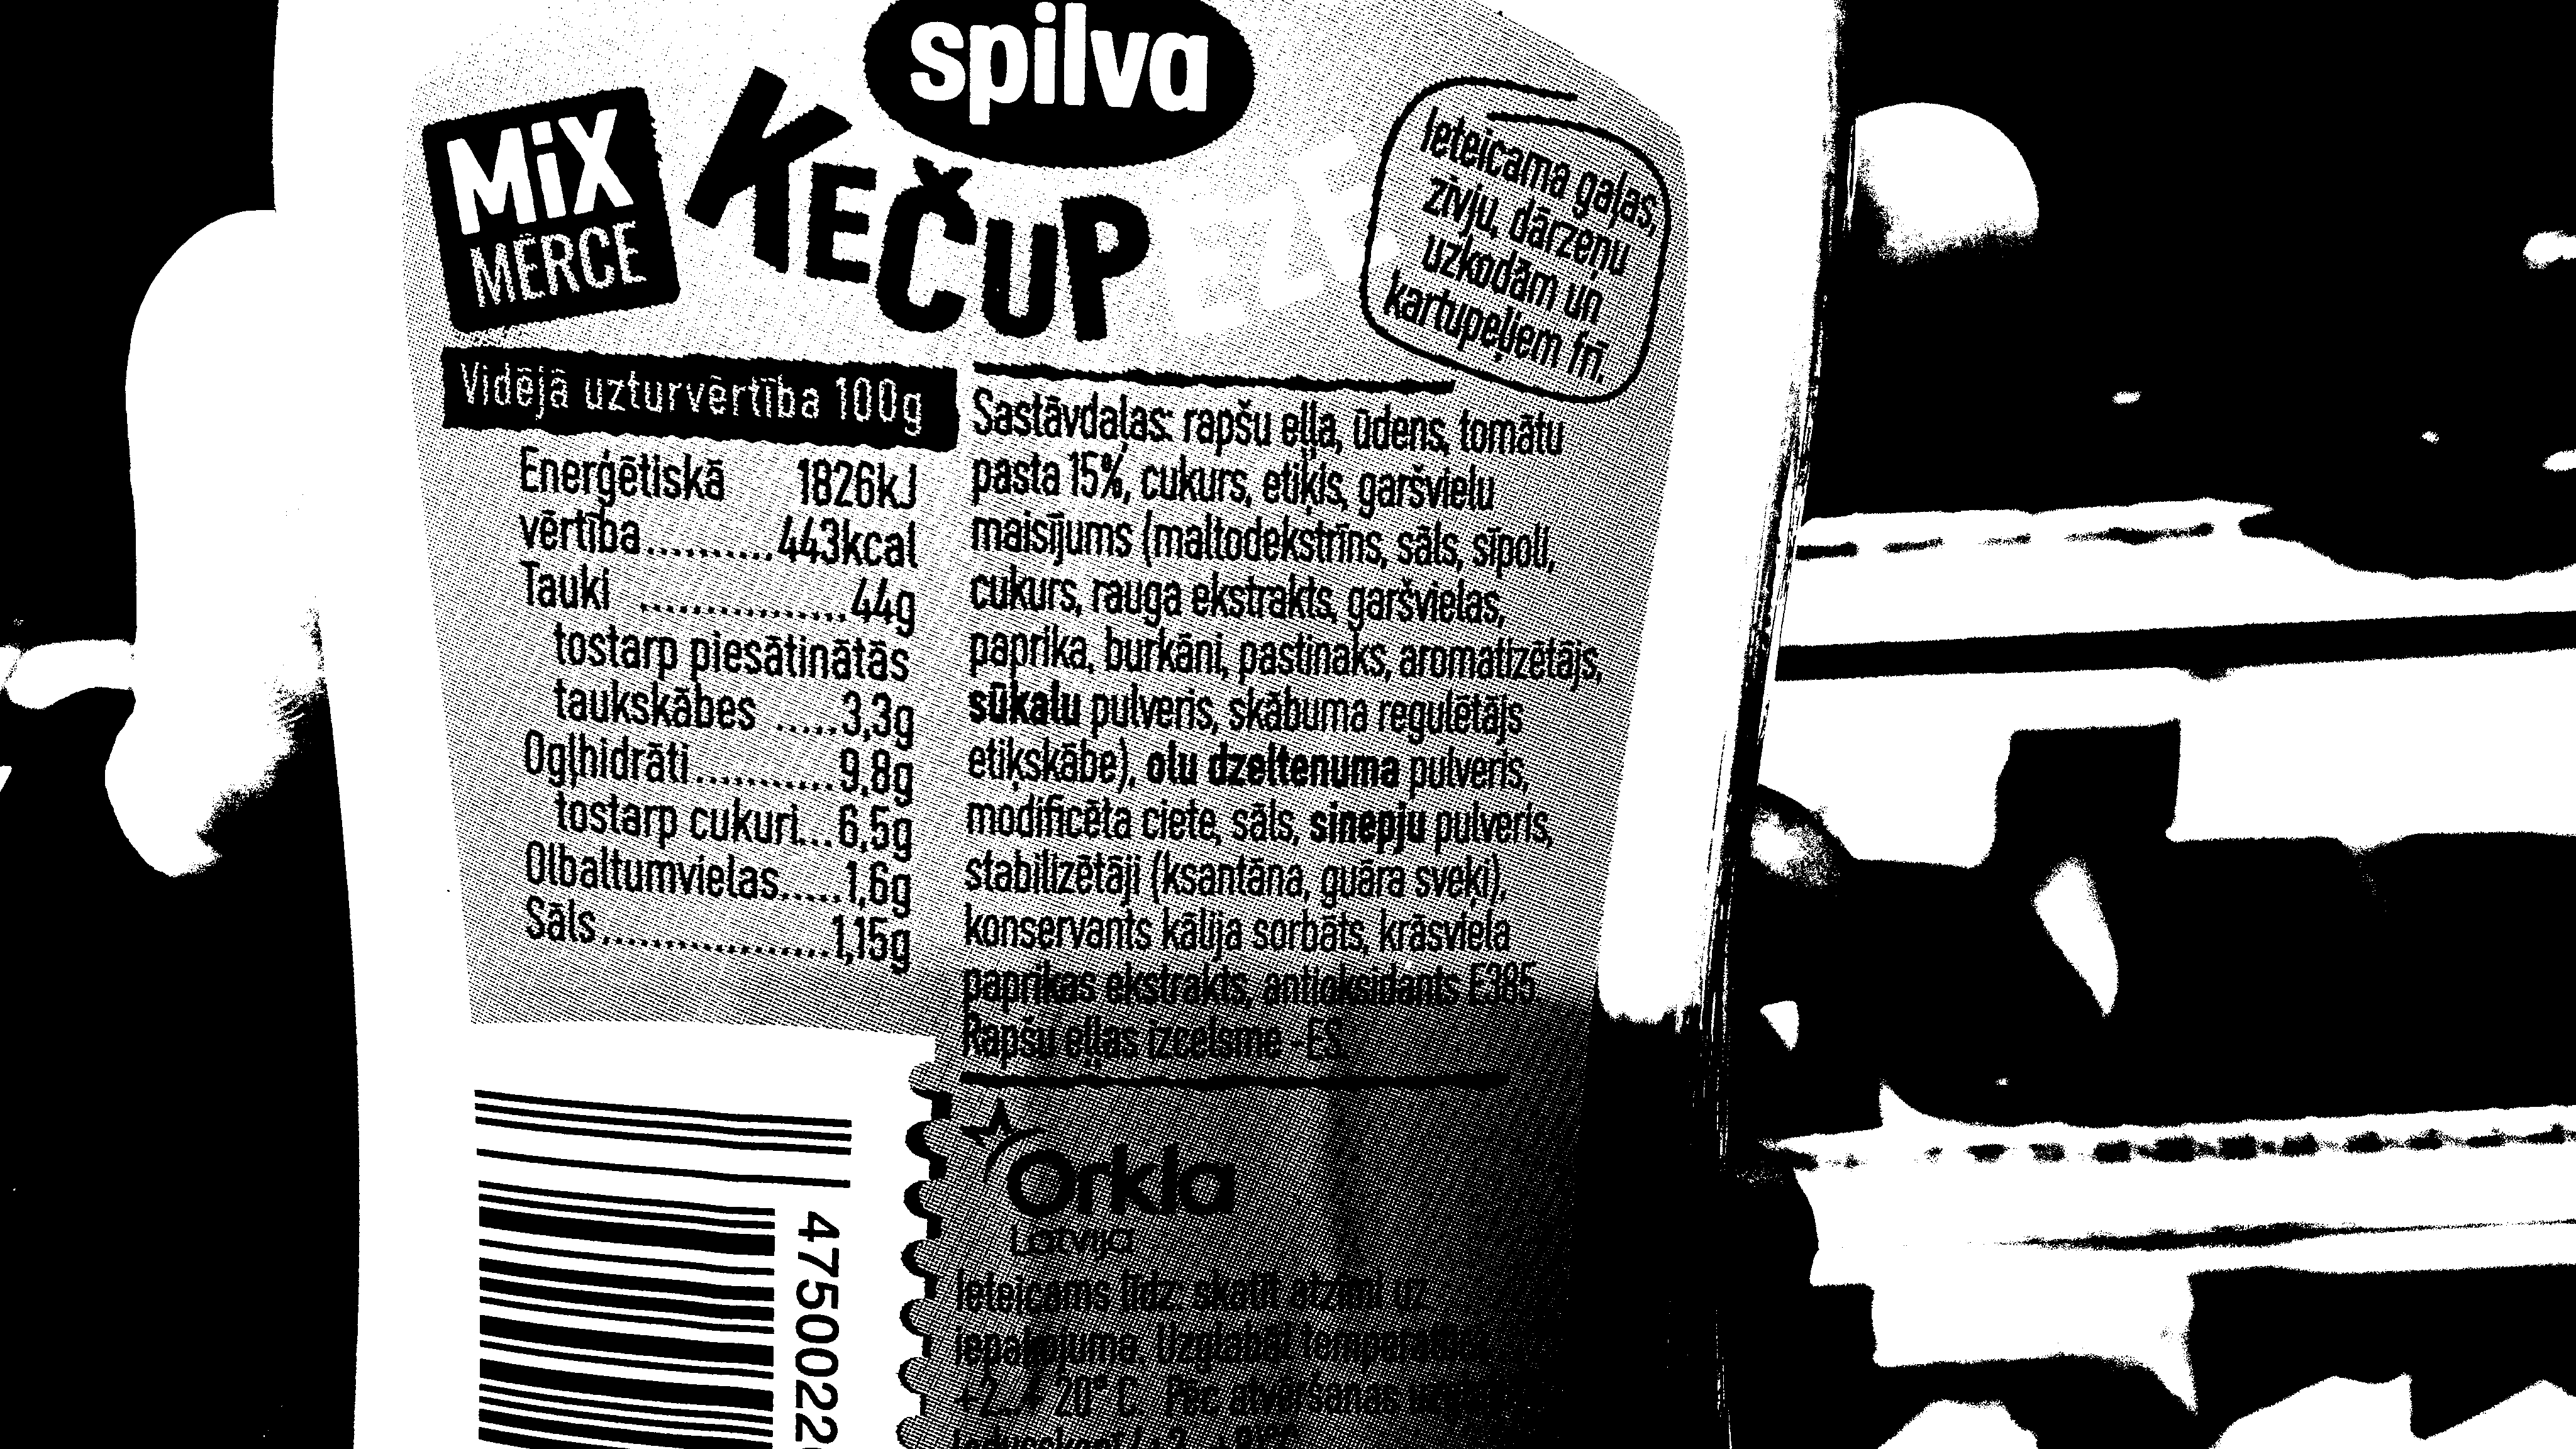 spilva
MiX
MĒRCE
KEČUPEZE
Ieteicama gaļas,
zivju, dārzeņu
uzkodām un
kartupeļiem frī.
Vidējā uzturvērtība 100g
Enerģētiskā 1826kJ
vērtība..........443kcal
Tauki ................44g
tostarp piesātinātās
taukskābes .....3,3g
Ogļhidrāti...........9,8g
tostarp cukuri...6,5g
Olbaltumvielas.....1,6g
Sāls..................1,15g
Sastāvdaļas: rapšu eļļa, ūdens, tomātu
pasta 15%, cukurs, etiķis, garšvielu
maisījums (maltodekstrīns, sāls, sīpoli,
cukurs, rauga ekstrakts, garšvielas,
paprika, burkāni, pastinaks, aromatizētājs,
sūkalu pulveris, skābuma regulētājs
etiķskābe), olu dzeltenuma pulveris,
modificēta ciete, sāls, sinepju pulveris,
stabilizētāji (ksantāna, guāra sveķi),
konservants kālija sorbāts, krāsviela
paprikas ekstrakts, antioksidants E385.
Rapšu eļļas izcelsme - ES.
Orkla
Latvija
Ieteicams līdz: skatīt atzīmi uz
iepakojuma. Uzglabāt
20° C. Pēc atvēršanas
4750022